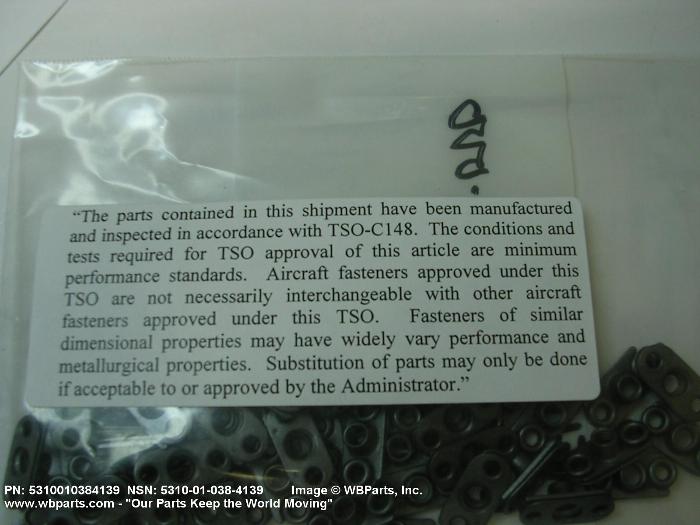 “The parts contained in this shipment have been manufactured
and inspected in accordance with TSO-C148. The conditions and
tests required for TSO approval of this article are minimum
performance standards. Aircraft fasteners approved under this
TSO are not necessarily interchangeable with other aircraft
fasteners approved under this TSO. Fasteners of similar
dimensional properties may have widely vary performance and
metallurgical properties. Substitution of parts may only be done
if acceptable to or approved by the Administrator.”
PN: 5310010384139 NSN: 5310-01-038-4139 Image © WBParts, Inc.
www.wbparts.com - "Our Parts Keep the World Moving"